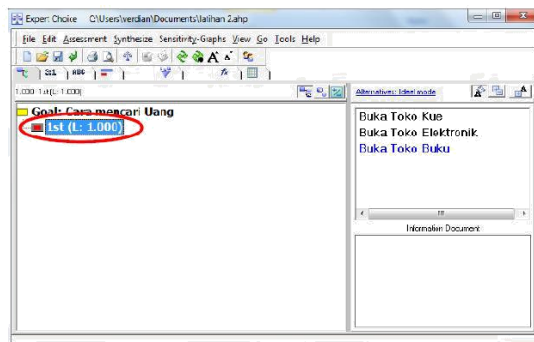 Expert Choice C:\Users\verdian\Documents\latihan 2.ahp
File Edit Assessment Synthesize Sensitivity-Graphs View Go Tools Help
ABC
1.000 1st (L: 1.000)
Alternatives: Ideal mode
Goal: Cara mencari Uang
1st (L: 1.000)
Buka Toko Kue
Buka Toko Elektronik
Buka Toko Buku
Information Document